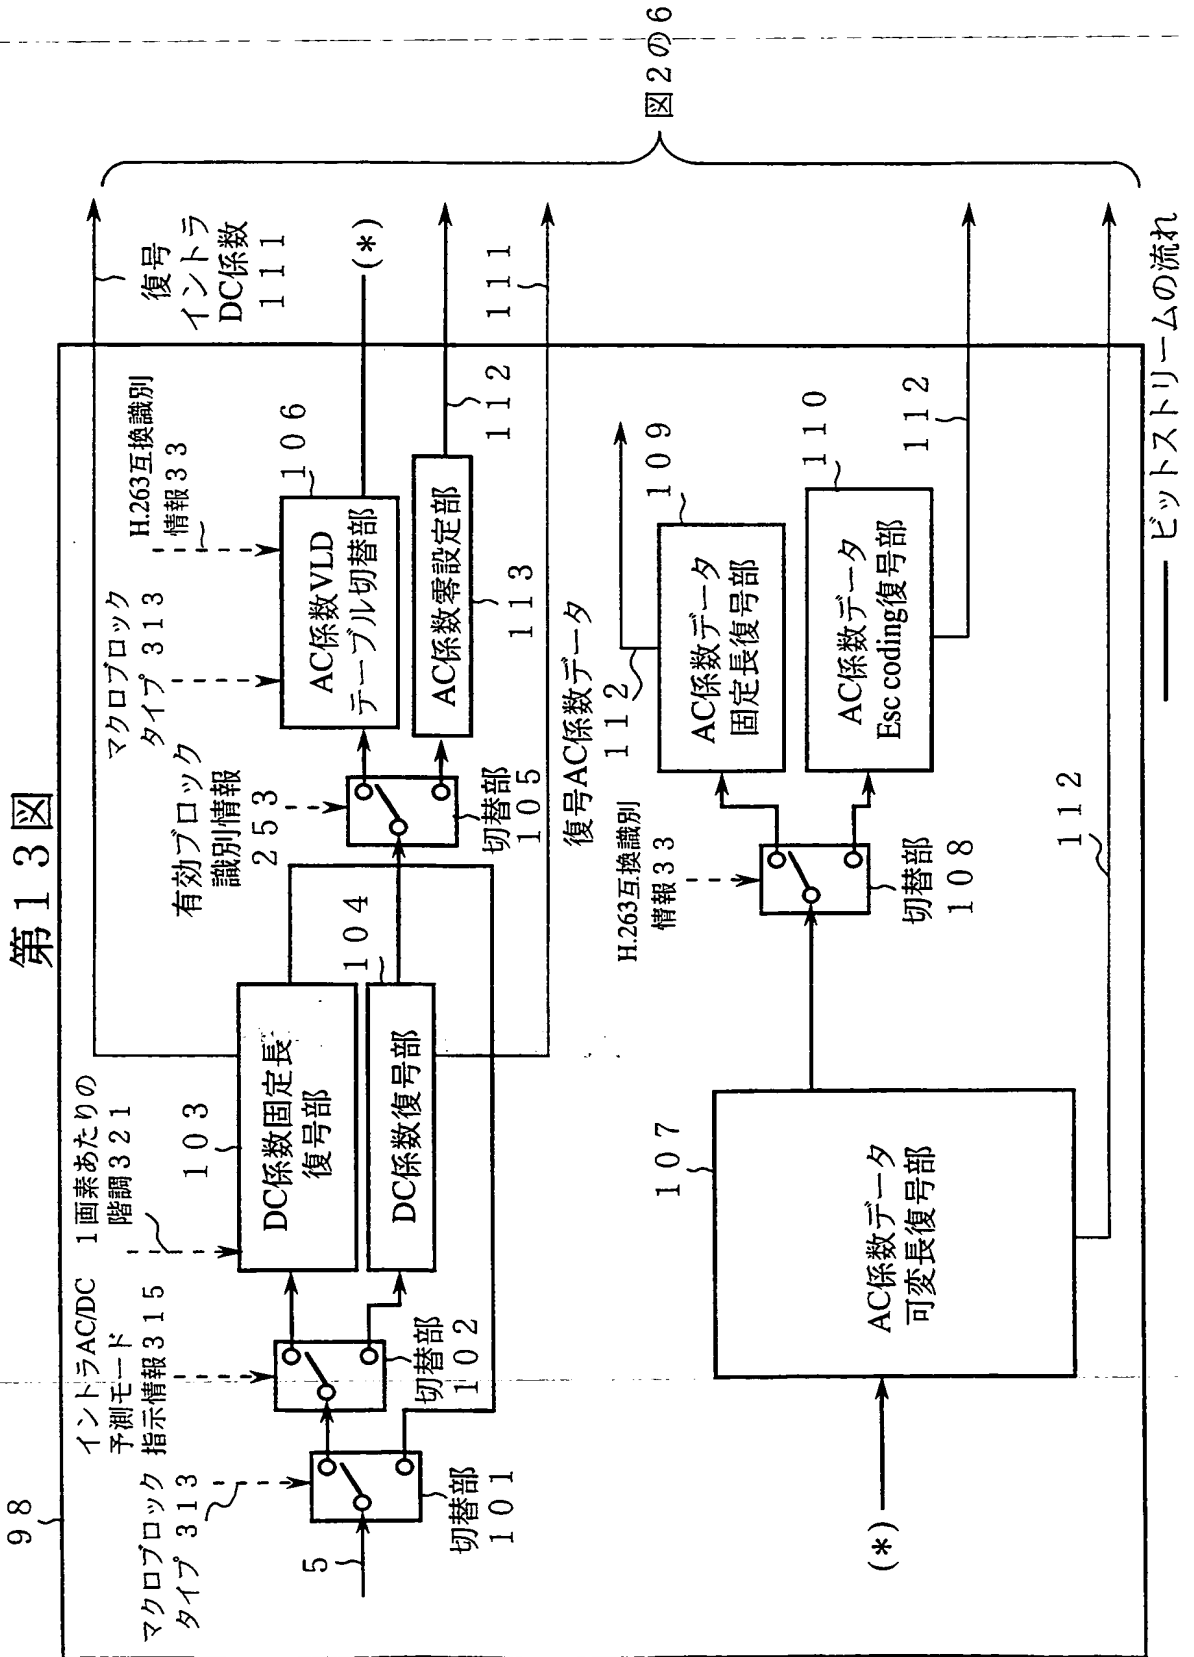 第１３図
９８
マクロブロック
タイプ ３１３
イントラAC/DC
予測モード
指示情報３１５
１画素あたりの
階調３２１
１０３
DC係数固定長
復号部
１０４
DC係数復号部
５
切替部
１０１
切替部
１０２
有効ブロック
識別情報
２５３
切替部
１０５
マクロブロック
タイプ ３１３
H.263互換識別
情報３３
１０６
AC係数VLD
テーブル切替部
AC係数零設定部
１１３
１１２
(*)
復号
イントラ
DC係数
１１１
１１１
復号AC係数データ
１１２
(*)
１０７
AC係数データ
可変長復号部
H.263互換識別
情報３３
切替部
１０８
１０９
AC係数データ
固定長復号部
１１０
AC係数データ
Esc coding復号部
１１２
１１２
図２の６
ビットストリームの流れ